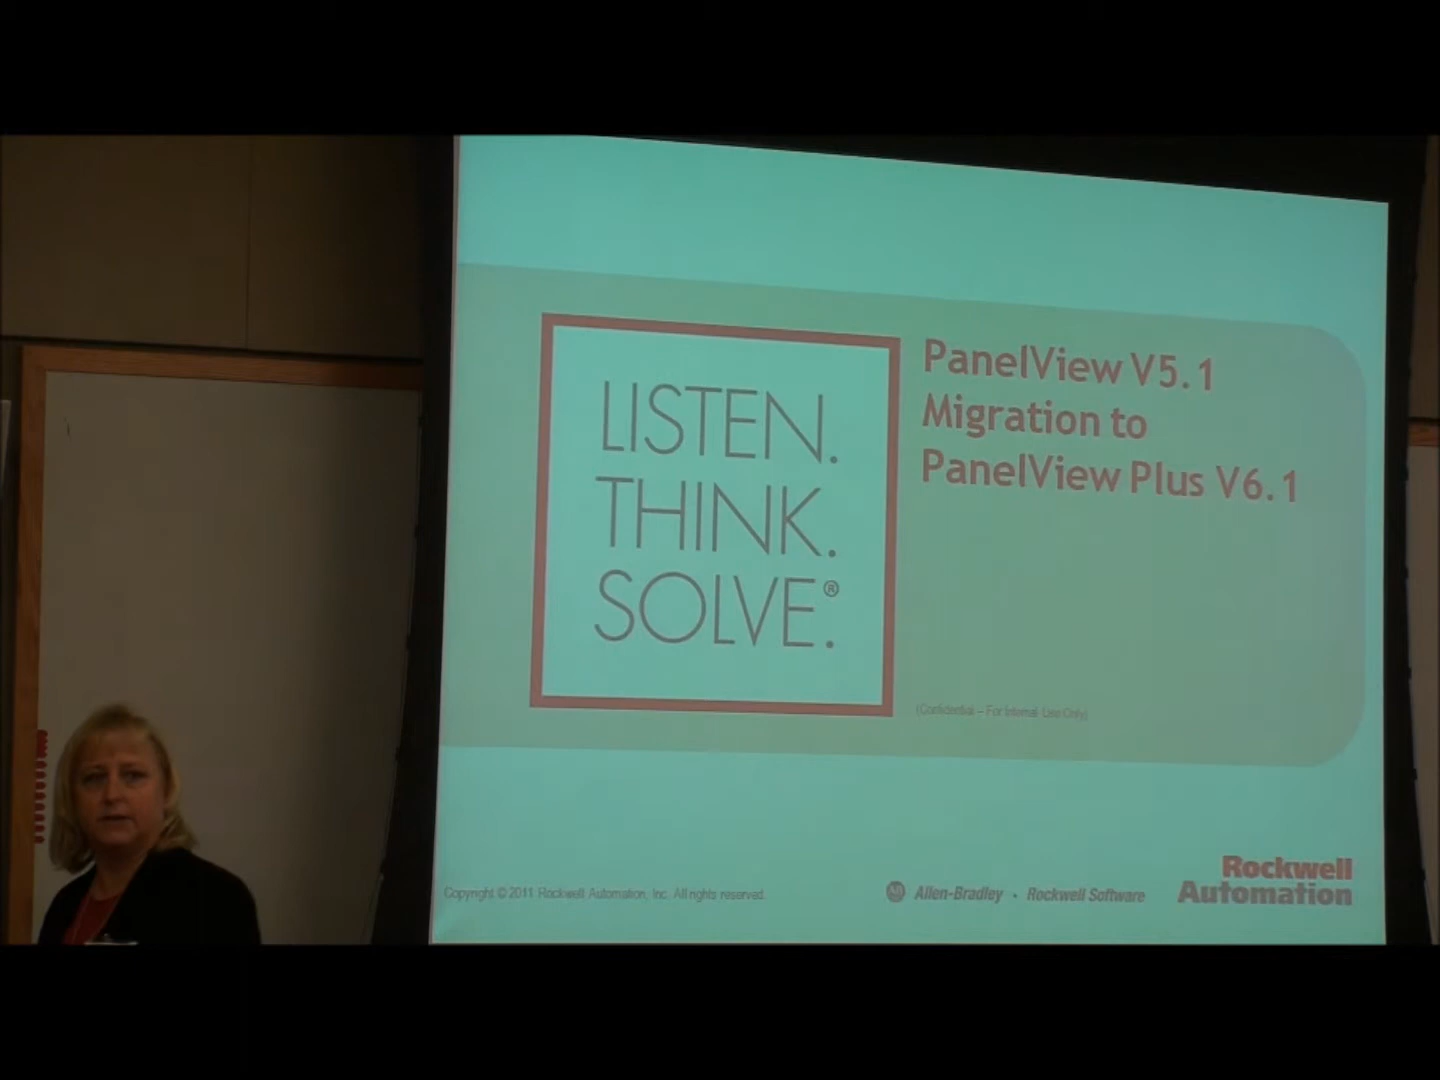 LISTEN.
THINK.
SOLVE.®
PanelView V5.1
Migration to
PanelView Plus V6.1
(Confidential – For Internal Use Only)
Copyright © 2011 Rockwell Automation, Inc. All rights reserved.
AB Allen-Bradley • Rockwell Software
Rockwell
Automation